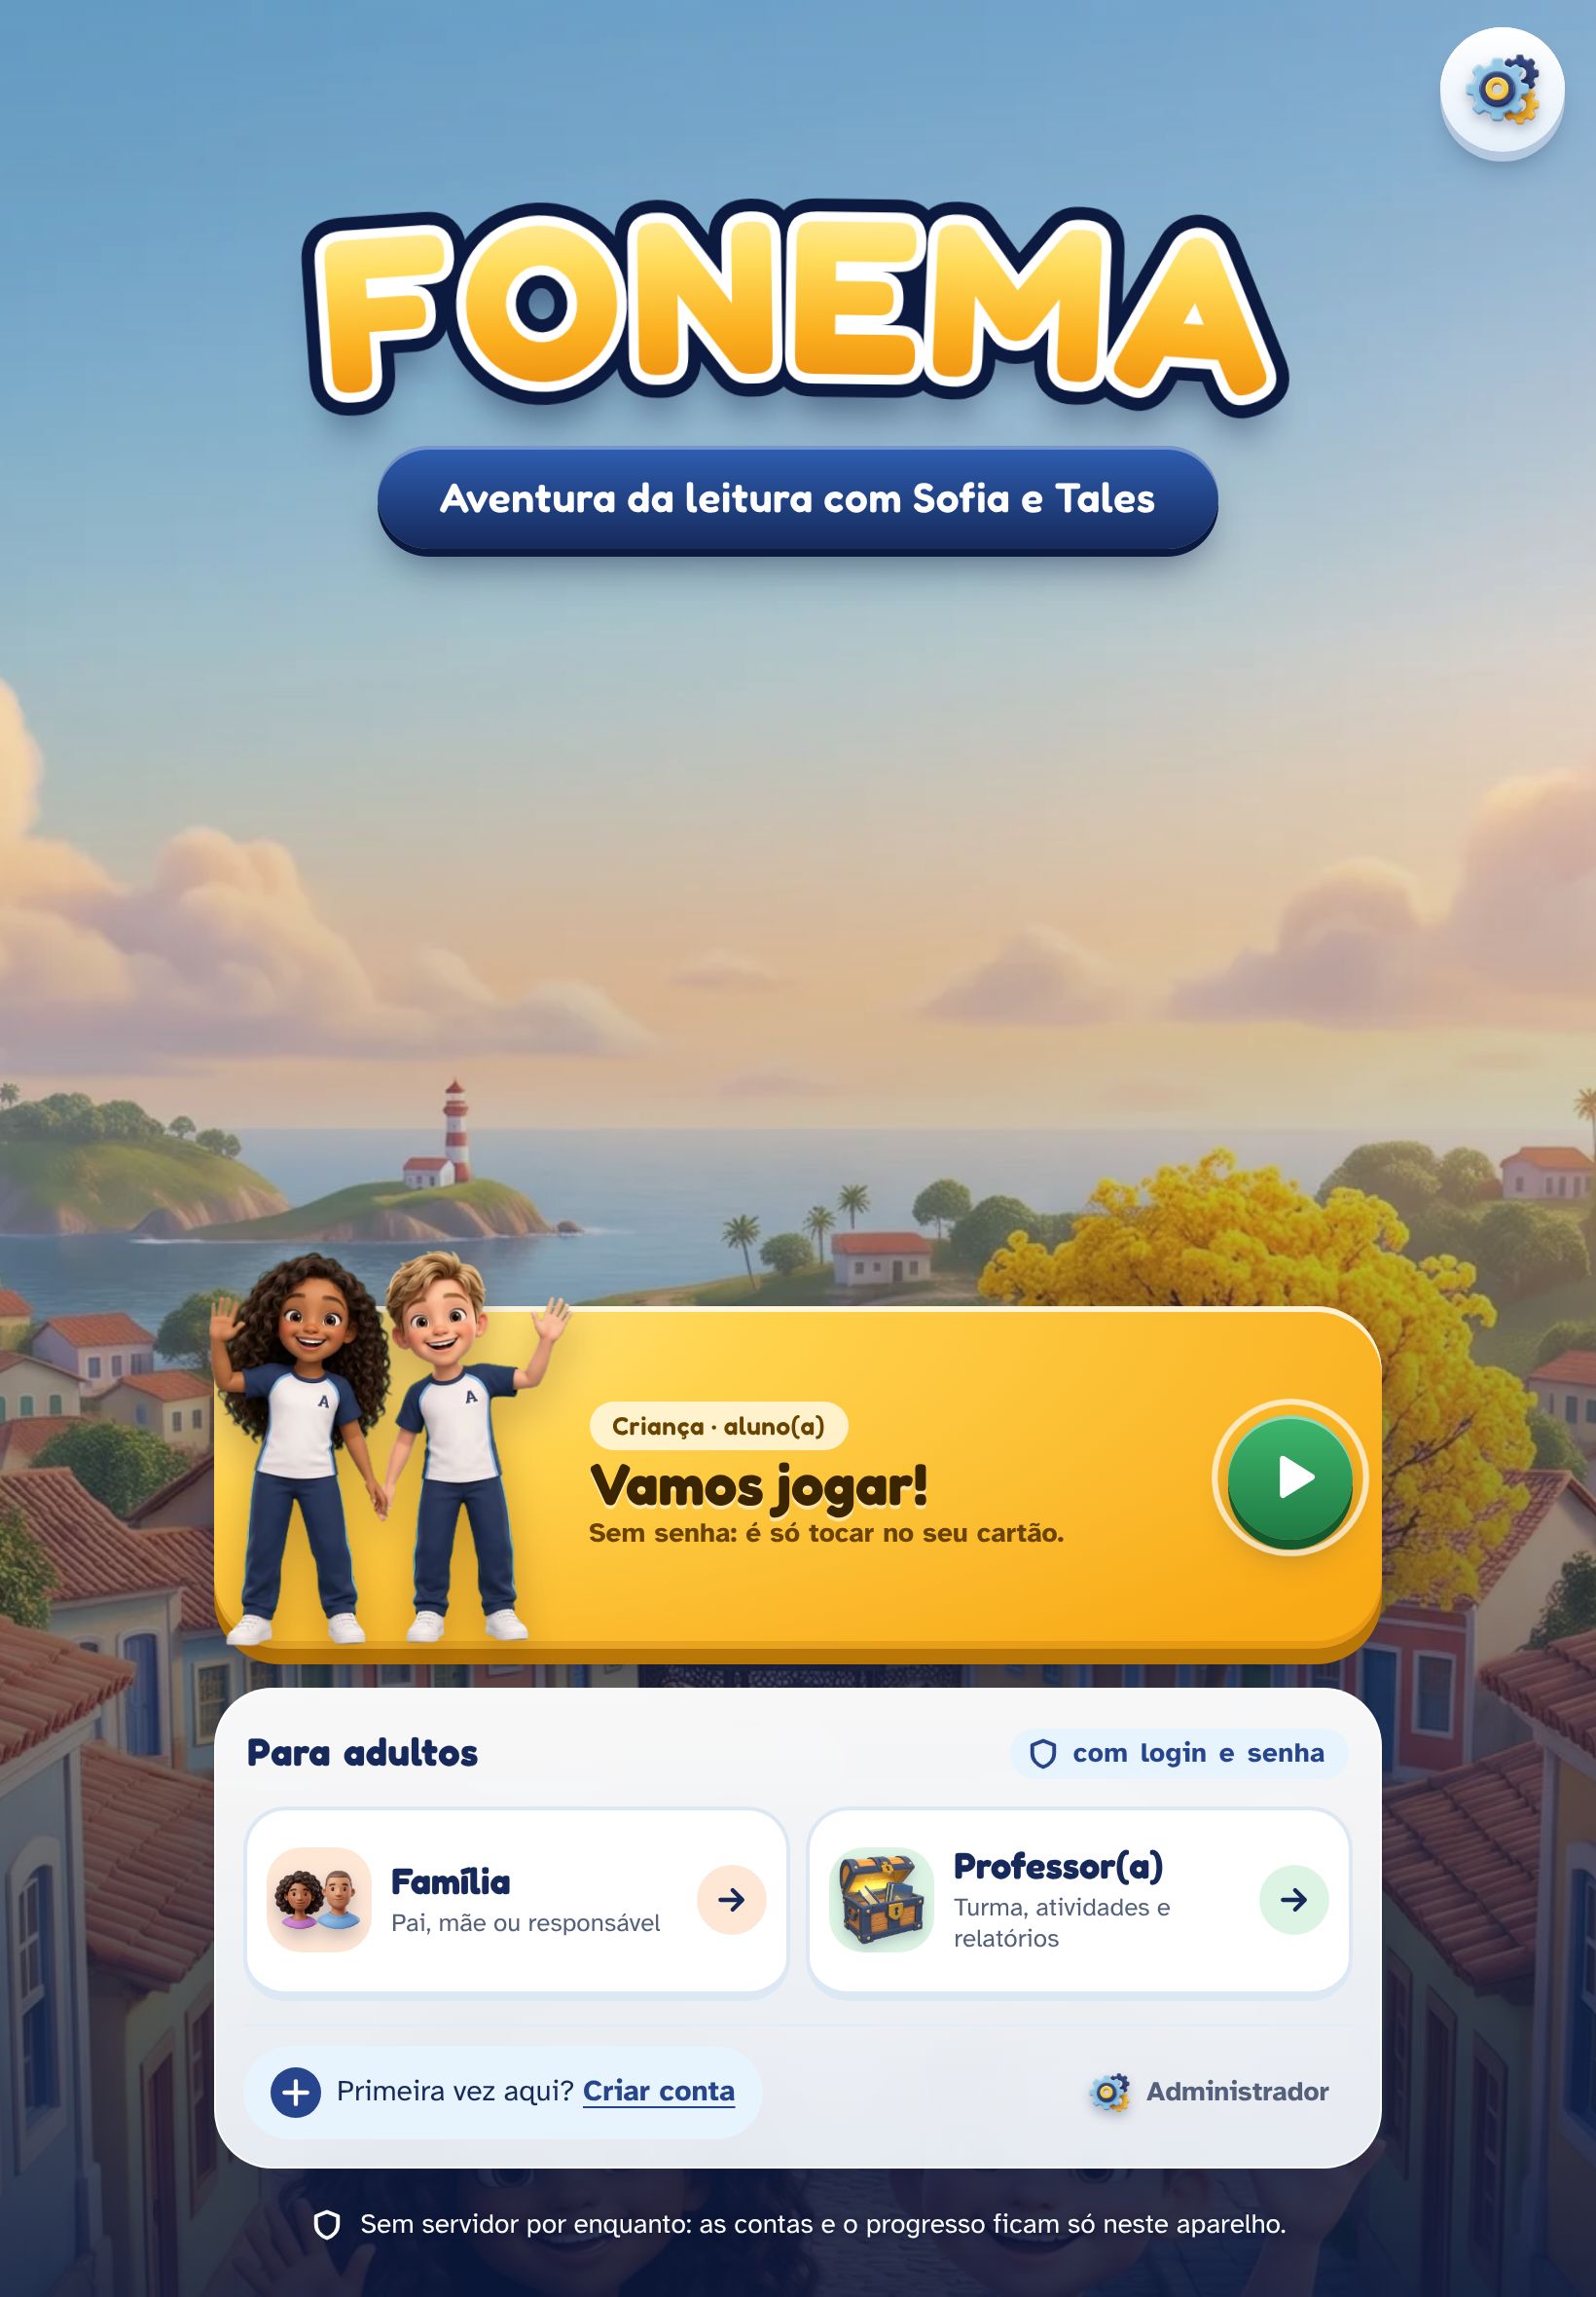 FONEMA
Aventura da leitura com Sofia e Tales
A
A
Criança · aluno(a)
Vamos jogar!
Sem senha: é só tocar no seu cartão.
Para adultos
com login e senha
Família
Pai, mãe ou responsável
Professor(a)
Turma, atividades e
relatórios
Primeira vez aqui? Criar conta
Administrador
Sem servidor por enquanto: as contas e o progresso ficam só neste aparelho.